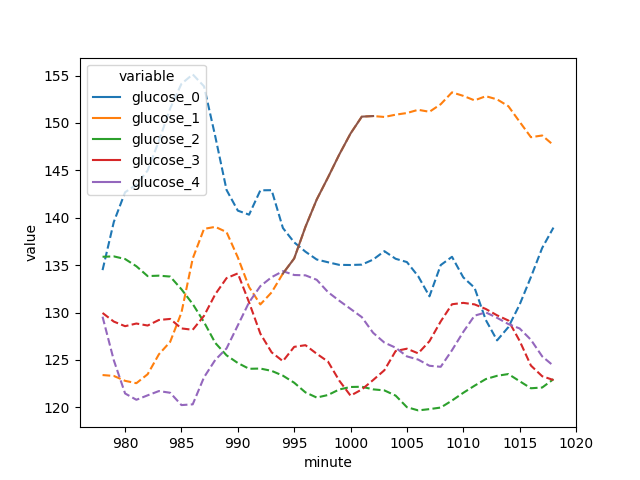 variable
glucose_0
glucose_1
glucose_2
glucose_3
glucose_4
value
155
150
145
140
135
130
125
120
980 985 990 995 1000 1005 1010 1015 1020
minute